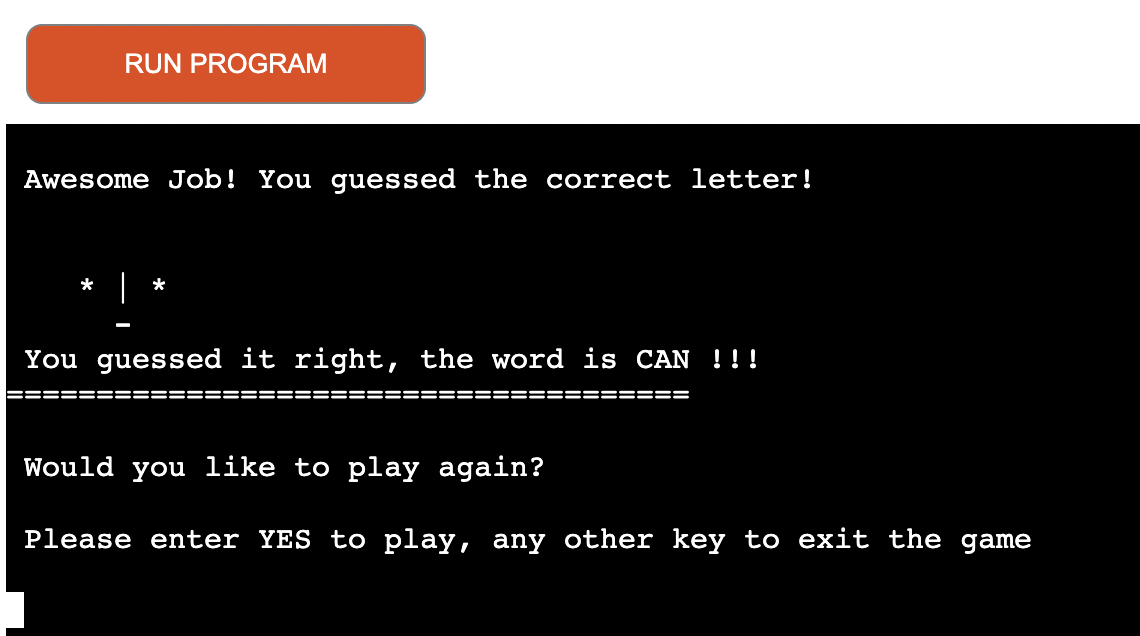 RUN PROGRAM
Awesome Job! You guessed the correct letter!
* | *
-
You guessed it right, the word is CAN !!!
======================================
Would you like to play again?
Please enter YES to play, any other key to exit the game